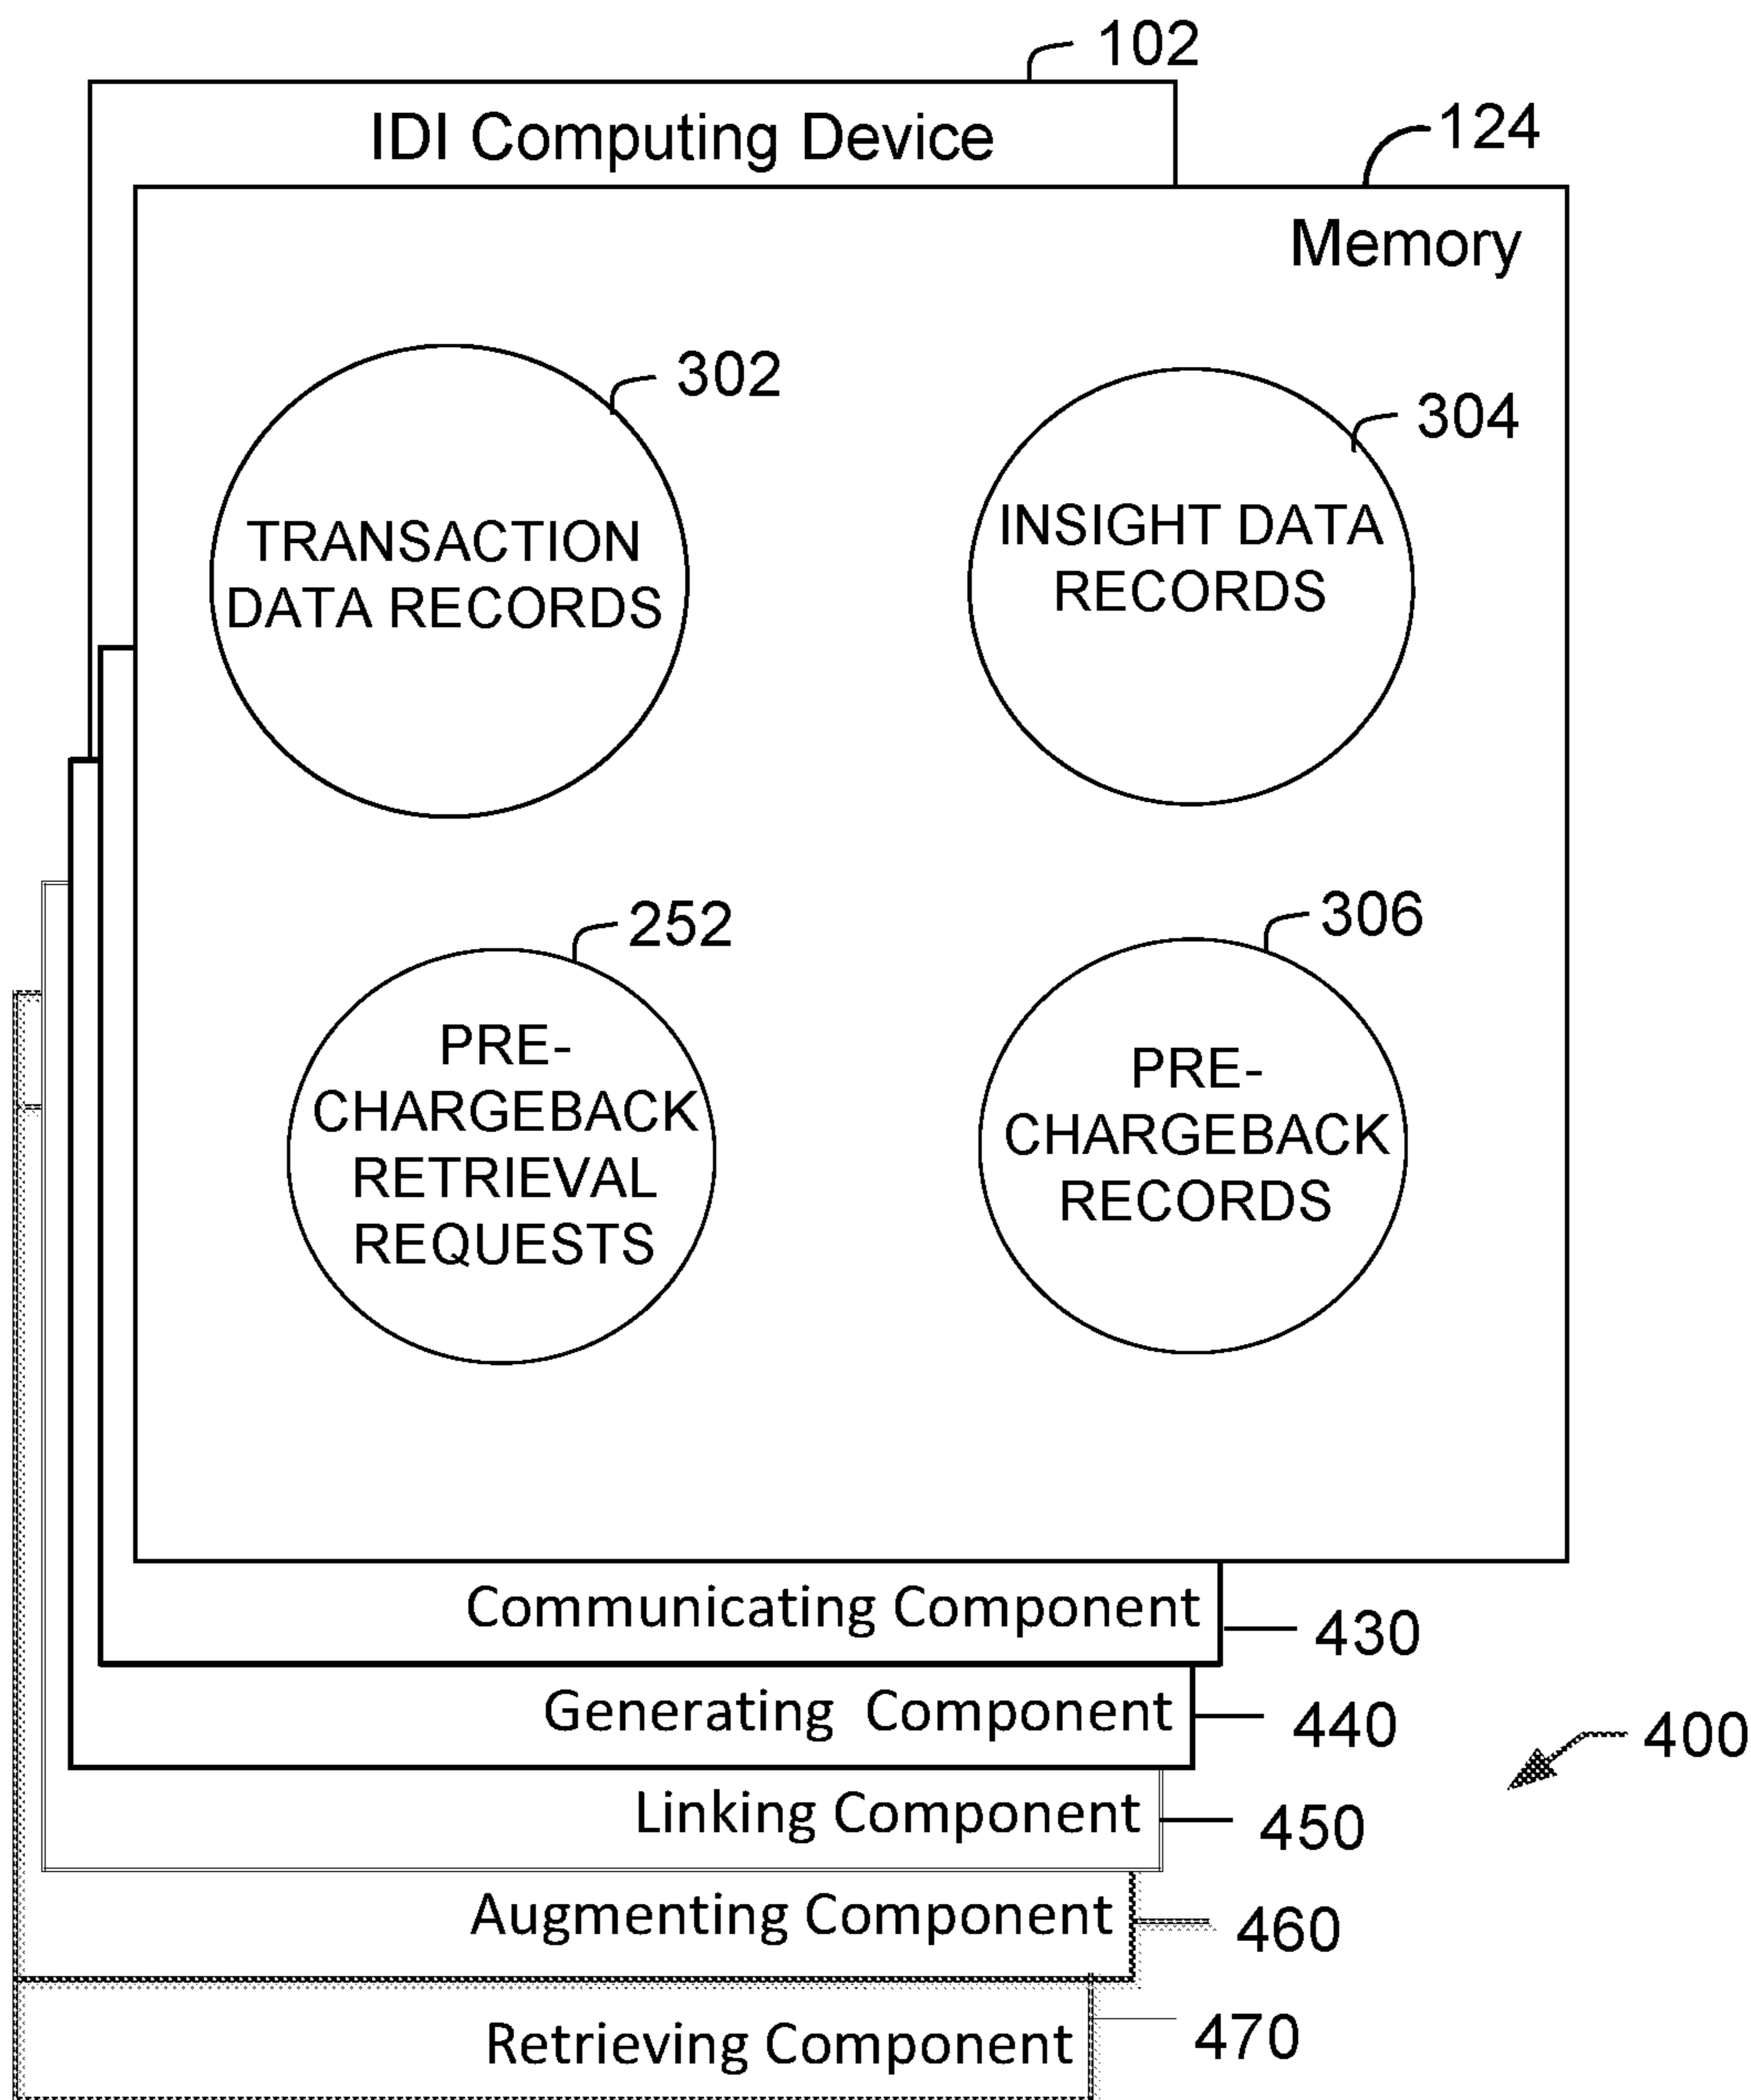 102
IDI Computing Device
124
Memory
302
304
TRANSACTION
DATA RECORDS
INSIGHT DATA
RECORDS
252
306
PRE-
CHARGEBACK
RETRIEVAL
REQUESTS
PRE-
CHARGEBACK
RECORDS
Communicating Component
430
Generating Component
440
400
Linking Component
450
Augmenting Component
460
Retrieving Component
470